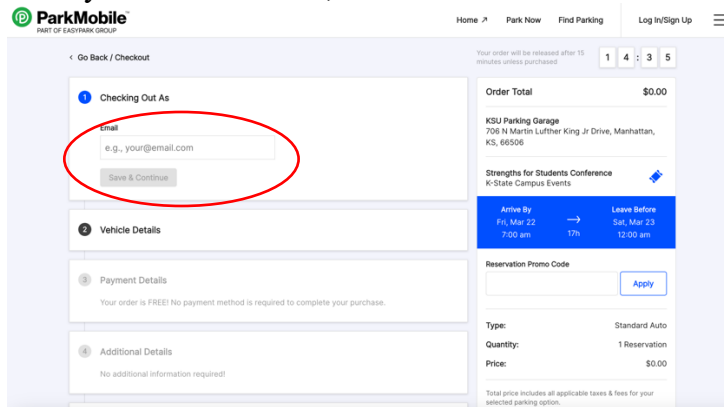 ParkMobile
PART OF EASYPARK GROUP
Home ↗ Park Now Find Parking Log In/Sign Up
‹ Go Back / Checkout
Your order will be released after 15
minutes unless purchased
1 4 : 3 5
1 Checking Out As
Email
e.g., your@email.com
Save & Continue
2 Vehicle Details
3 Payment Details
Your order is FREE! No payment method is required to complete your purchase.
4 Additional Details
No additional information required!
Order Total $0.00
KSU Parking Garage
706 N Martin Lufther King Jr Drive, Manhattan,
KS, 66506
Strengths for Students Conference
K-State Campus Events
Arrive By Leave Before
Fri, Mar 22 → Sat, Mar 23
7:00 am 17h 12:00 am
Reservation Promo Code
Apply
Type: Standard Auto
Quantity: 1 Reservation
Price: $0.00
Total price includes all applicable taxes & fees for your
selected parking option.